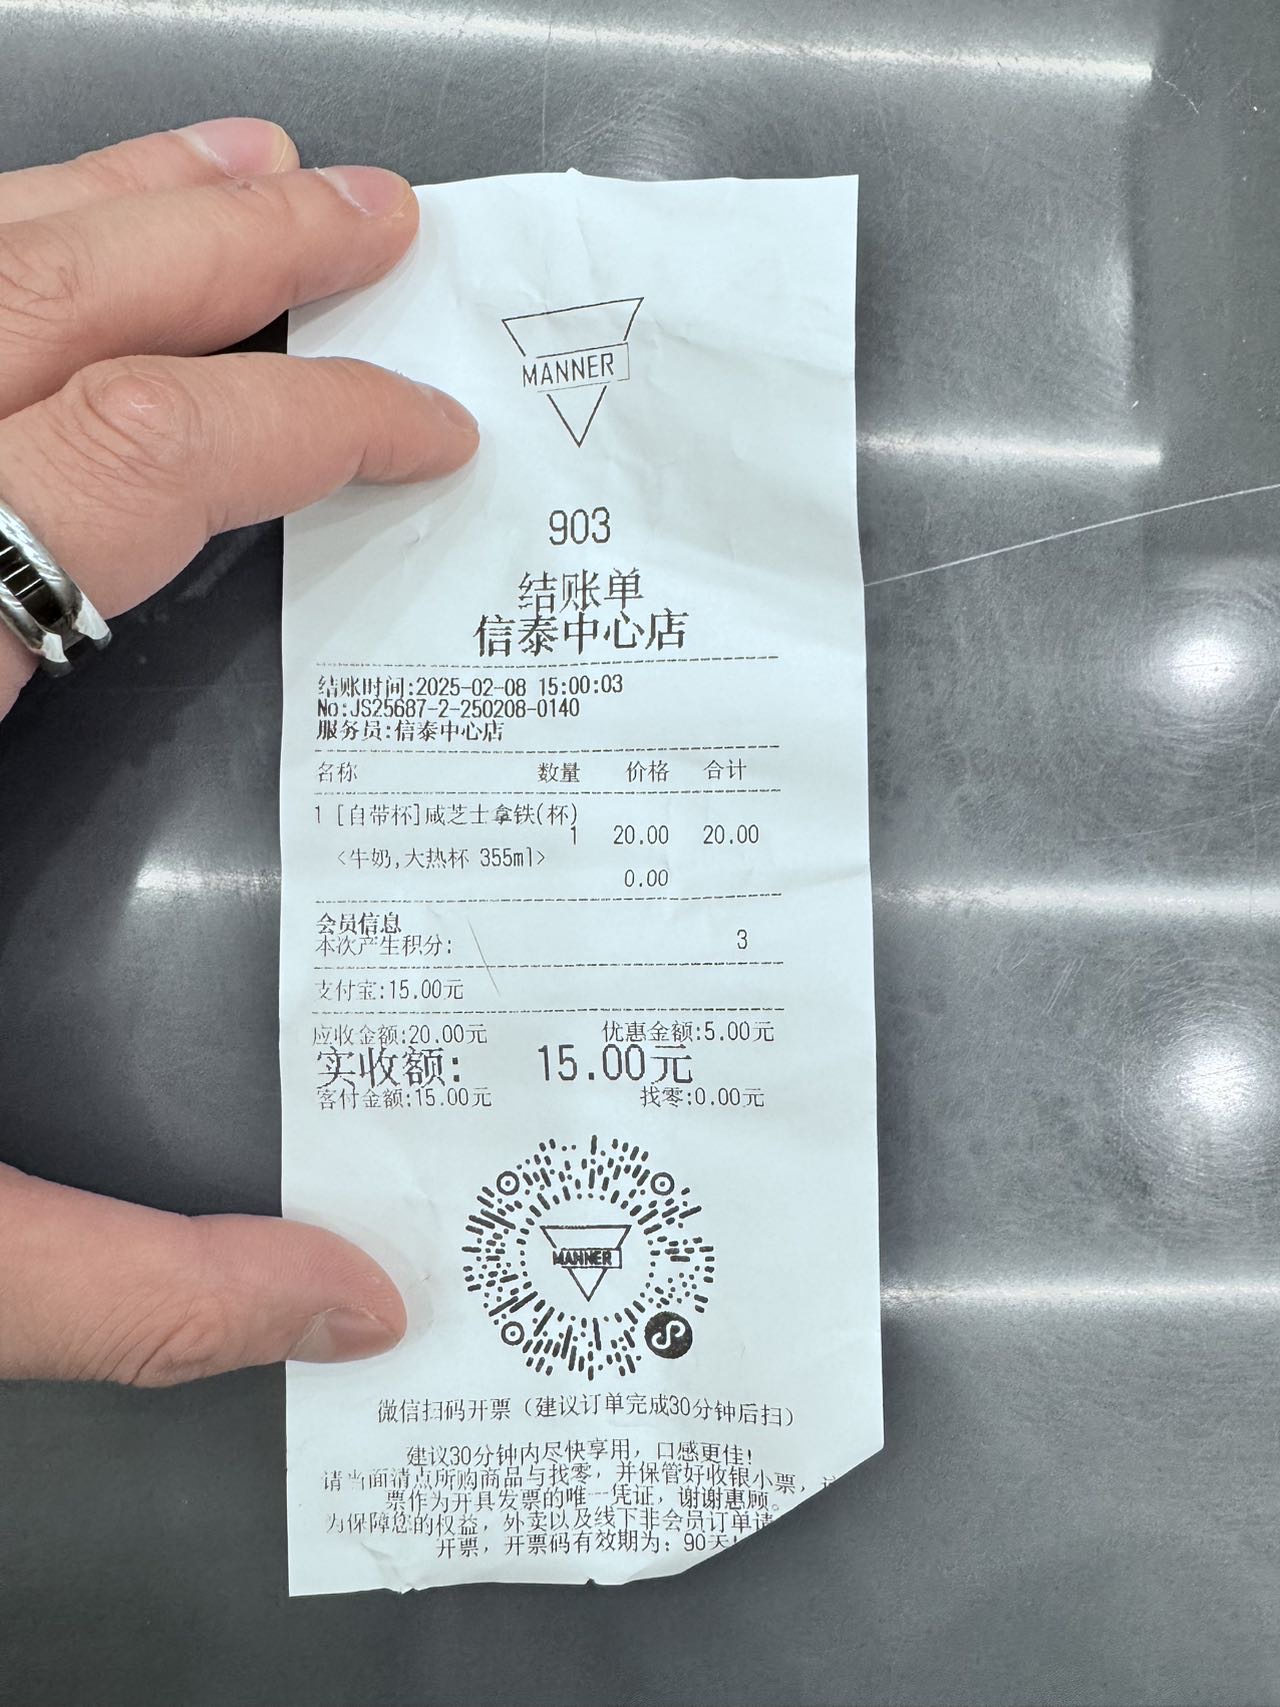 MANNER
903
结账单
信泰中心店
结账时间:2025-02-08 15:00:03
No:JS25687-2-250208-0140
服务员:信泰中心店
名称 数量 价格 合计
1 [自带杯]咸芝士拿铁(杯)
1 20.00 20.00
<牛奶,大热杯 355ml>
0.00
会员信息
本次产生积分: 3
支付宝:15.00元
应收金额:20.00元 优惠金额:5.00元
实收额: 15.00元
客付金额:15.00元 找零:0.00元
MANNER
微信扫码开票（建议订单完成30分钟后扫）
建议30分钟内尽快享用，口感更佳!
请当面清点所购商品与找零，并保管好收银小票，
票作为开具发票的唯一凭证，谢谢惠顾。
为保障您的权益，外卖以及线下非会员订单请
开票，开票码有效期为：90天!